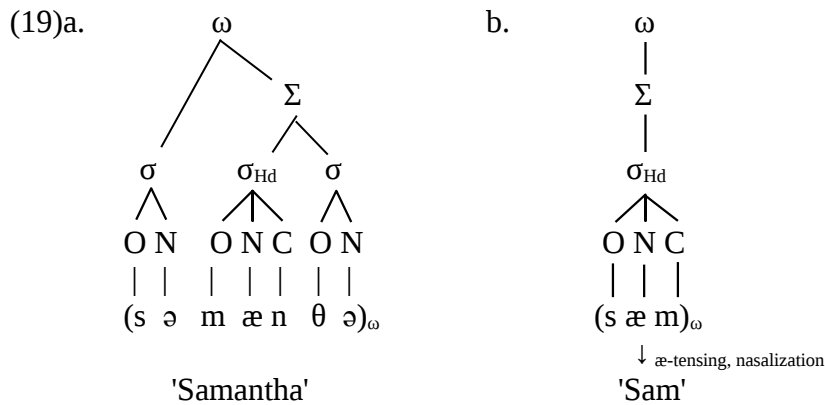 (19)a. ω b. ω
Σ Σ
σ σHd σ σHd
O N O N C O N O N C
(s ə m æ n θ ə)ω (s æ m)ω
↓ æ-tensing, nasalization
'Samantha' 'Sam'